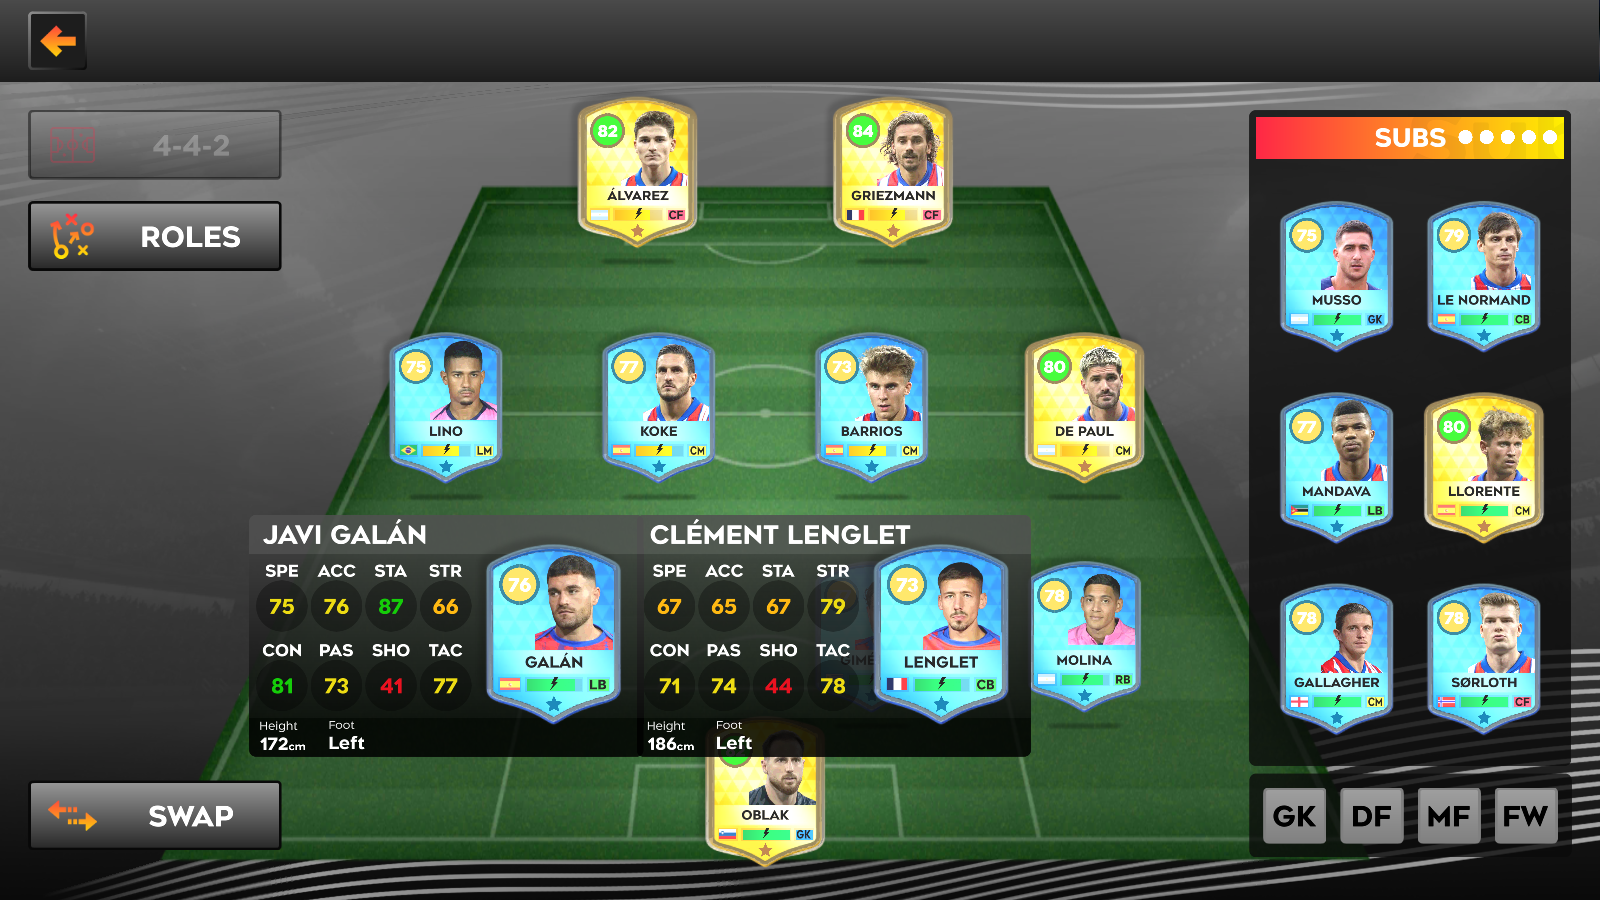 82
ÁLVAREZ
CF
84
GRIEZMANN
CF
4-4-2
ROLES
SUBS
75
MUSSO
GK
79
LE NORMAND
CB
75
LINO
LM
77
KOKE
CM
73
BARRIOS
CM
80
DE PAUL
CM
77
MANDAVA
LB
80
LLORENTE
CM
JAVI GALÁN
SPE ACC STA STR
75 76 87 66
CON PAS SHO TAC
81 73 41 77
Height Foot
172cm Left
76
GALÁN
LB
CLÉMENT LENGLET
SPE ACC STA STR
67 65 67 79
CON PAS SHO TAC
71 74 44 78
Height Foot
186cm Left
73
LENGLET
CB
78
MOLINA
RB
78
GALLAGHER
CM
78
SØRLOTH
CF
OBLAK
GK
SWAP
GK DF MF FW